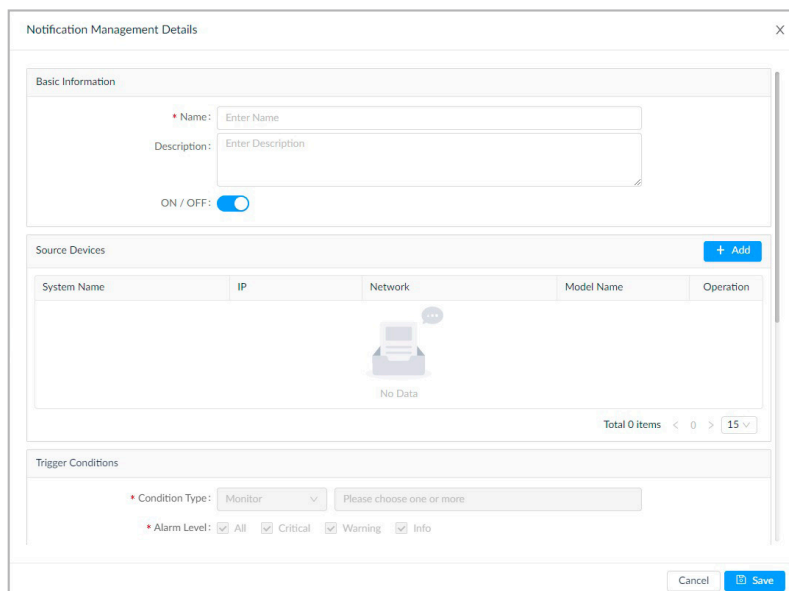 Notification Management Details X
Basic Information
* Name: Enter Name
Description: Enter Description
ON / OFF:
Source Devices + Add
System Name IP Network Model Name Operation
No Data
Total 0 items < 0 > 15
Trigger Conditions
* Condition Type: Monitor Please choose one or more
* Alarm Level: All Critical Warning Info
Cancel Save